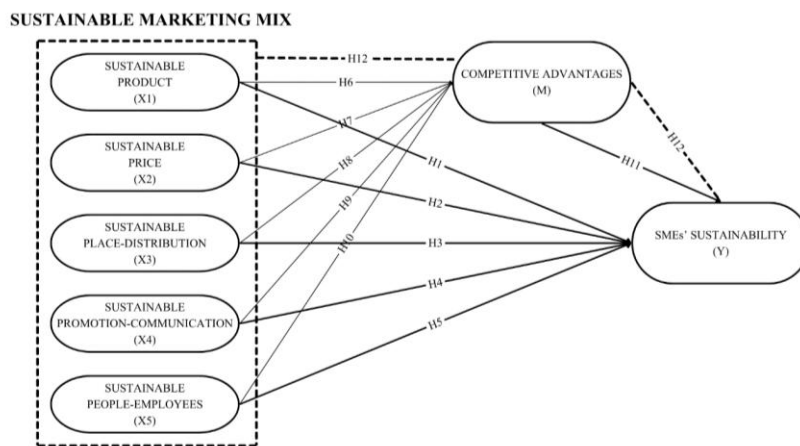 SUSTAINABLE MARKETING MIX
SUSTAINABLE
PRODUCT
(X1)
SUSTAINABLE
PRICE
(X2)
SUSTAINABLE
PLACE-DISTRIBUTION
(X3)
SUSTAINABLE
PROMOTION-COMMUNICATION
(X4)
SUSTAINABLE
PEOPLE-EMPLOYEES
(X5)
H12
H6
H7
H8
H9
H10
H1
H2
H3
H4
H5
COMPETITIVE ADVANTAGES
(M)
H11
H12
SMEs' SUSTAINABILITY
(Y)